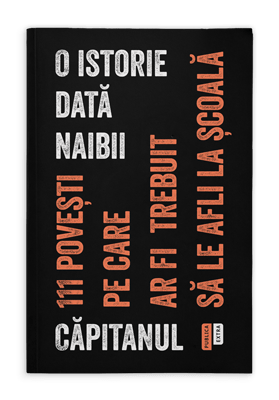 O ISTORIE
DATĂ
NAIBII
111 POVEȘTI
PE CARE
AR FI TREBUIT
SĂ LE AFLI LA ȘCOALĂ
CĂPITANUL
PUBLICA
EXTRA